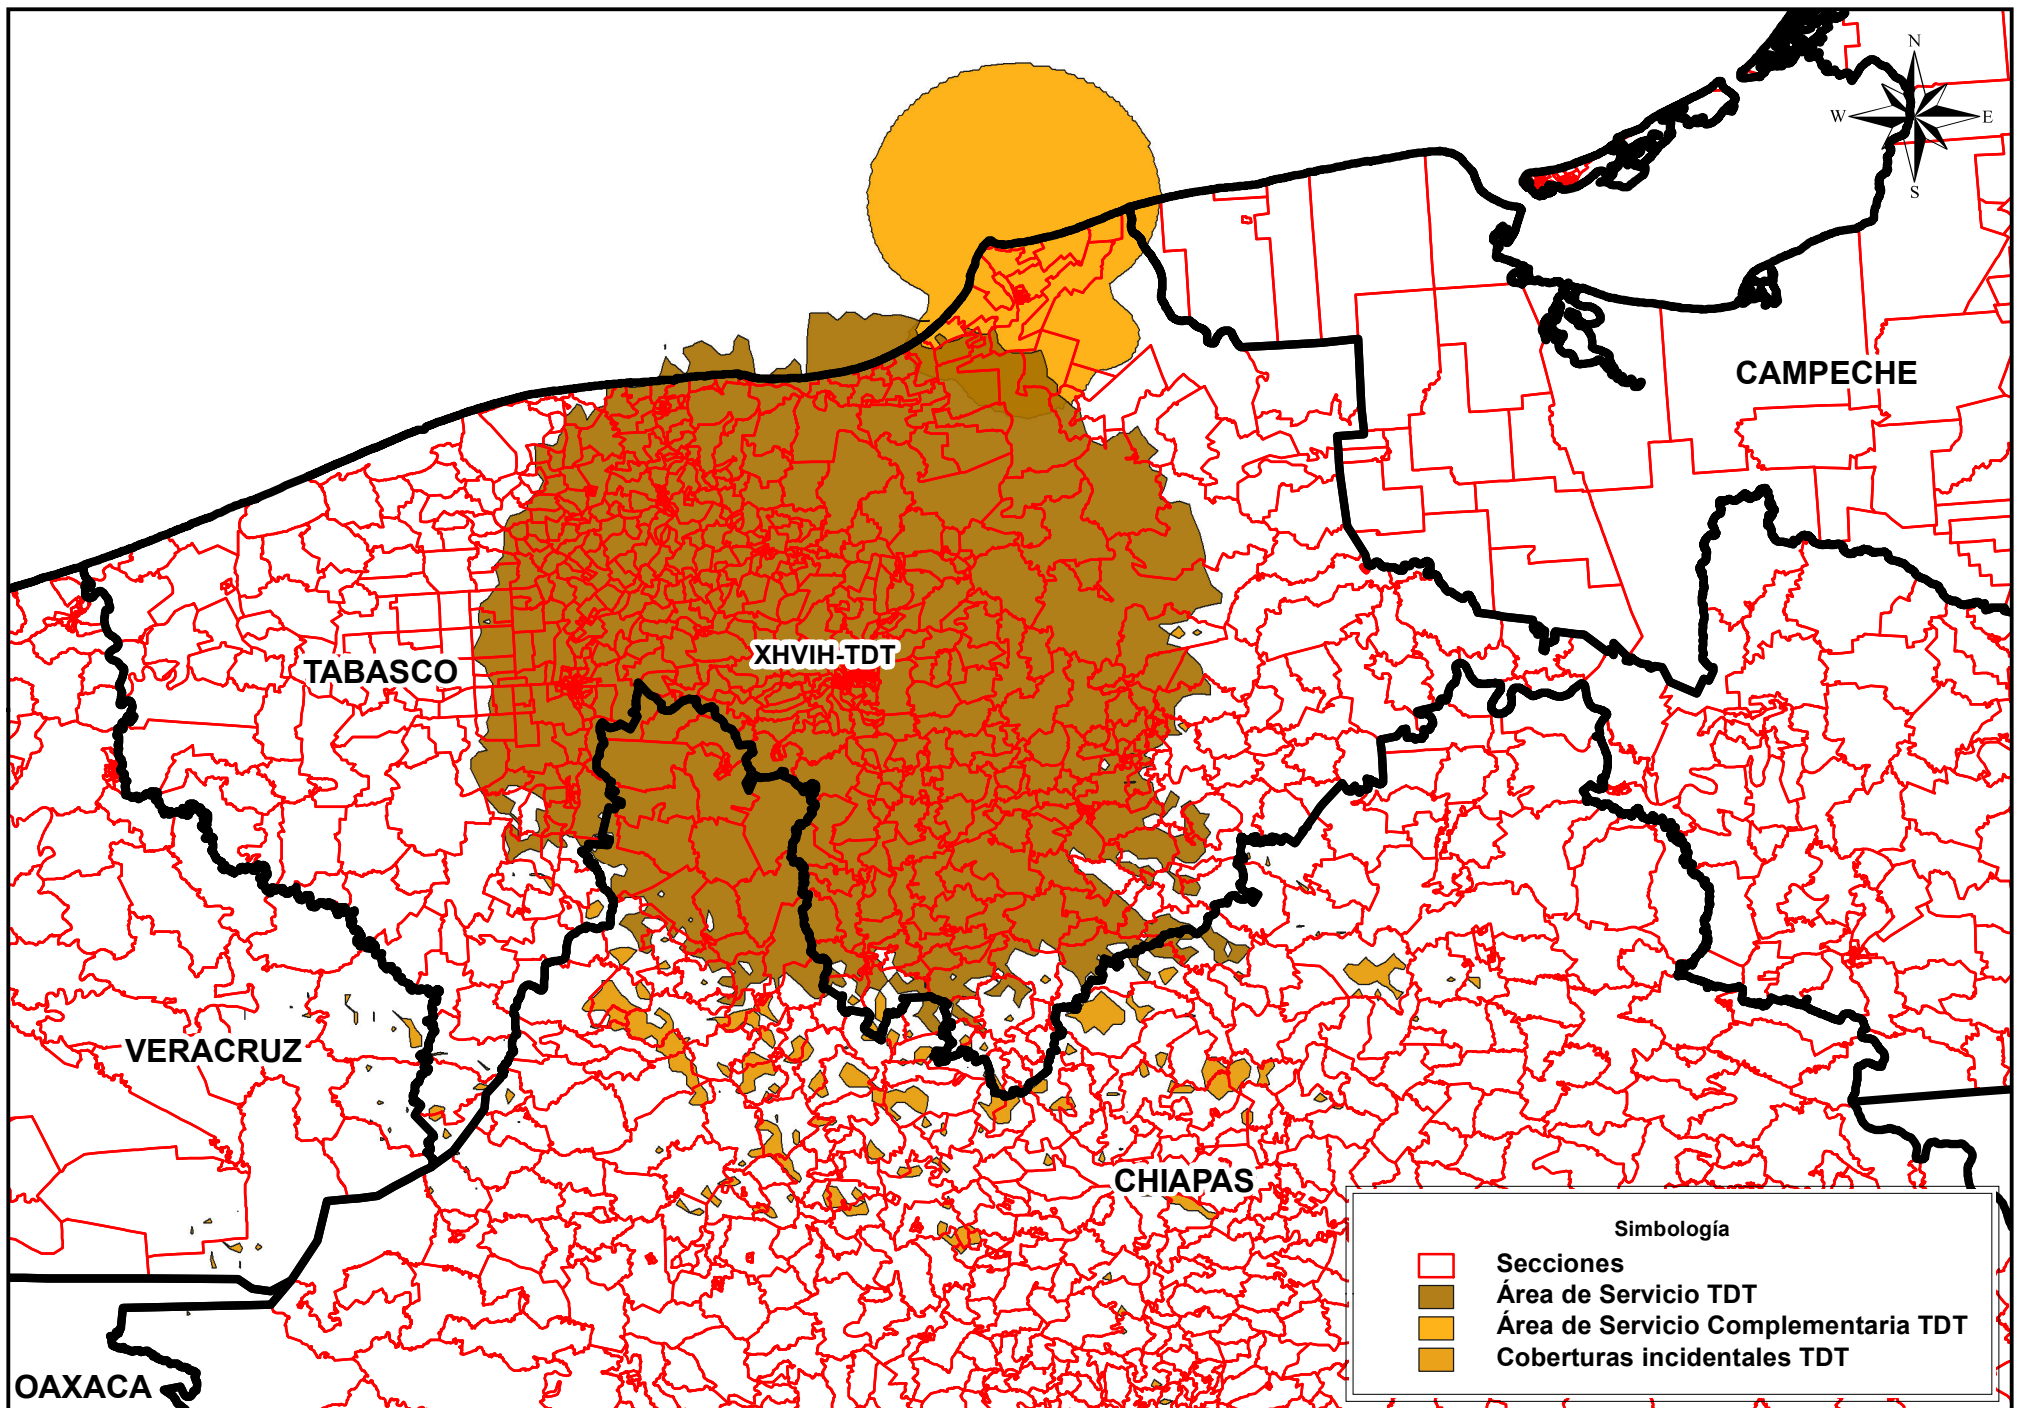 N
W E
S
CAMPECHE
XHVIH-TDT
TABASCO
VERACRUZ
CHIAPAS
OAXACA
Simbología
Secciones
Área de Servicio TDT
Área de Servicio Complementaria TDT
Coberturas incidentales TDT